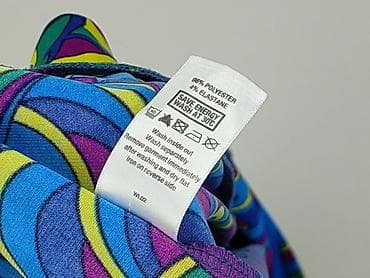 96% POLYESTER
4% ELASTANE
SAVE ENERGY
WASH AT 30C
Wash inside out
Wash separately
Remove garment immediately
after washing and dry flat
Iron on reverse side
WL02